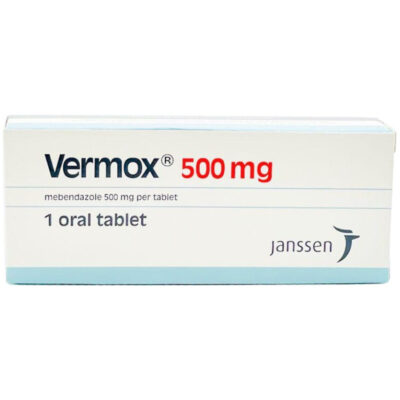 Vermox® 500 mg
mebendazole 500 mg per tablet
1 oral tablet
janssen